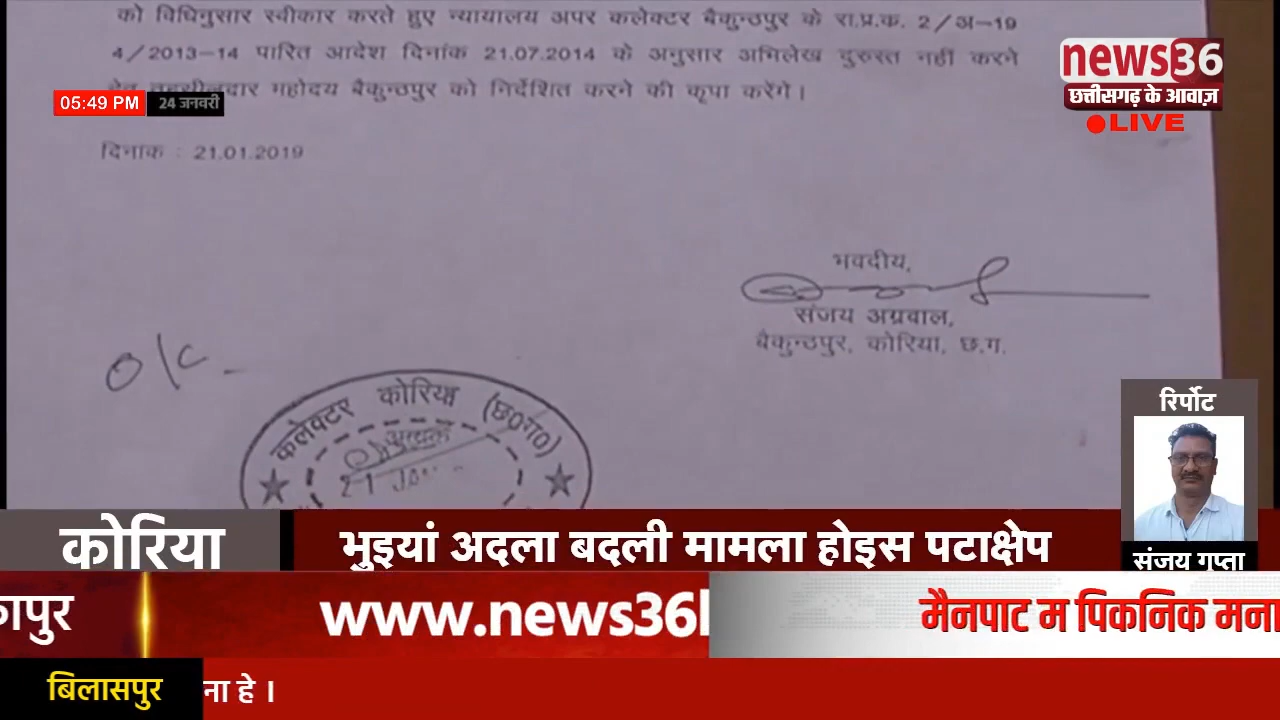 को विधिनुसार स्वीकार करते हुए न्यायालय अपर कलेक्टर बैकुन्ठपुर के रा.प्र.क. 2/अ-19
4/2013-14 पारित आदेश दिनांक 21.07.2014 के अनुसार अभिलेख दुरुस्त नहीं करने
महोदय बैकुन्ठपुर को निर्देशित करने की कृपा करेंगे।
news36
छत्तीसगढ़ के आवाज़
LIVE
05:49 PM
24 जनवरी
दिनांक : 21.01.2019
भवदीय,
संजय अग्रवाल,
बैकुन्ठपुर, कोरिया, छ.ग.
O/C
कलेक्टर कोरिया (छ0ग0)
21 JAN
रिर्पोट
संजय गुप्ता
कोरिया
भुइयां अदला बदली मामला होइस पटाक्षेप
कापुर
www.news36
मैनपाट म पिकनिक मना
बिलासपुर
ना हे ।